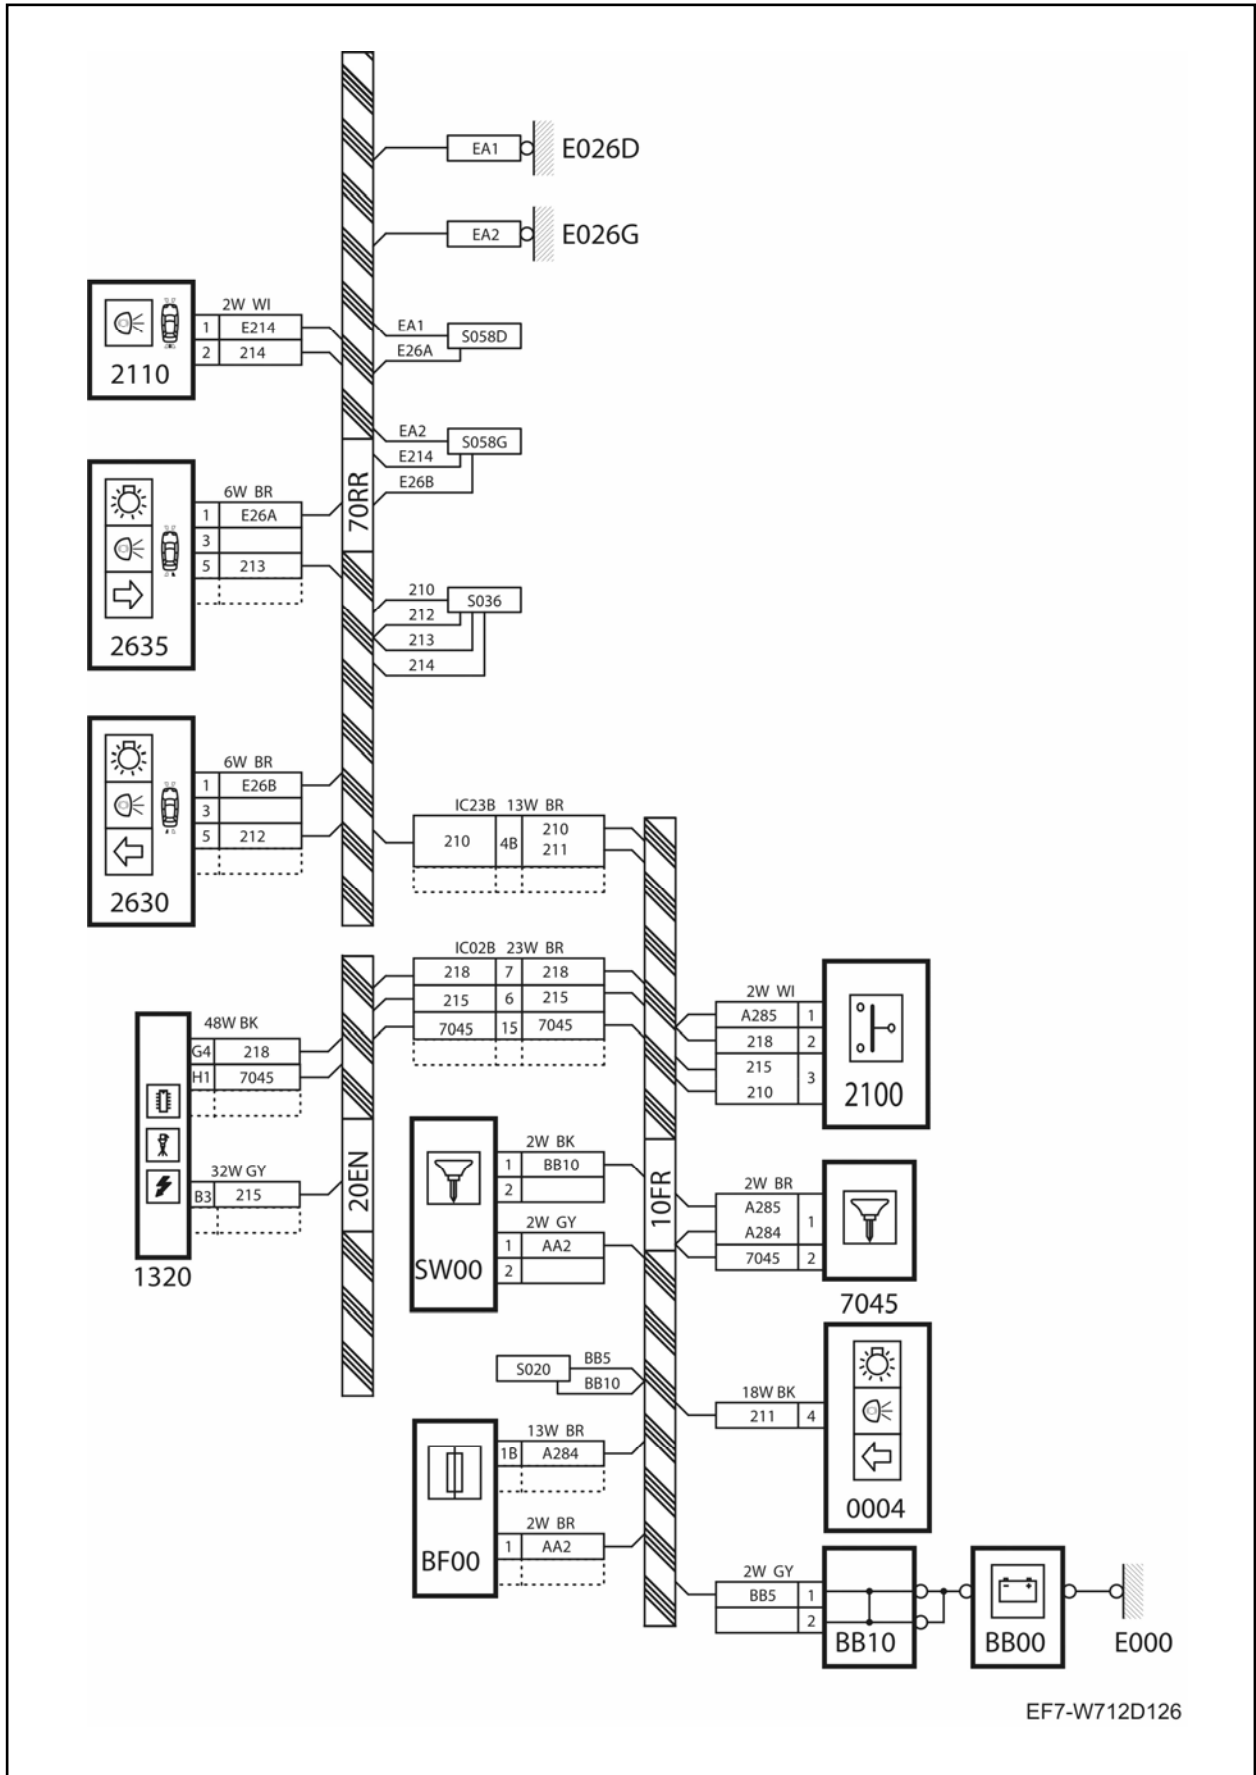 EA1 E026D
EA2 E026G
2W WI
1 E214
2 214
2110
EA1
S058D
E26A
EA2
S058G
E214
E26B
70RR
6W BR
1 E26A
3
5 213
2635
210
S036
212
213
214
6W BR
1 E26B
3
5 212
2630
IC23B 13W BR
210 4B 210
211
IC02B 23W BR
218 7 218
215 6 215
7045 15 7045
48W BK
G4 218
H1 7045
32W GY
B3 215
1320
20EN
2W WI
A285 1
218 2
215
3
210
2100
2W BK
1 BB10
2
2W GY
1 AA2
2
SW00
10FR
2W BR
A285
1
A284
7045 2
7045
S020
BB5
BB10
18W BK
211 4
0004
13W BR
1B A284
2W BR
1 AA2
BF00
2W GY
BB5 1
2
BB10
BB00
E000
EF7-W712D126